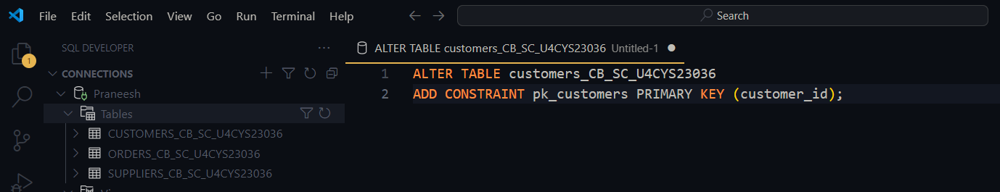 File Edit Selection View Go Run Terminal Help Search
SQL DEVELOPER
CONNECTIONS
Praneesh
Tables
CUSTOMERS_CB_SC_U4CYS23036
ORDERS_CB_SC_U4CYS23036
SUPPLIERS_CB_SC_U4CYS23036
1
ALTER TABLE customers_CB_SC_U4CYS23036 Untitled-1
1 ALTER TABLE customers_CB_SC_U4CYS23036
2 ADD CONSTRAINT pk_customers PRIMARY KEY (customer_id);